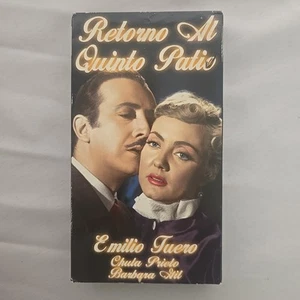 Retorno Al
Quinto Patio
Emilio Tuero
Chula Prieto
Barbara Gil